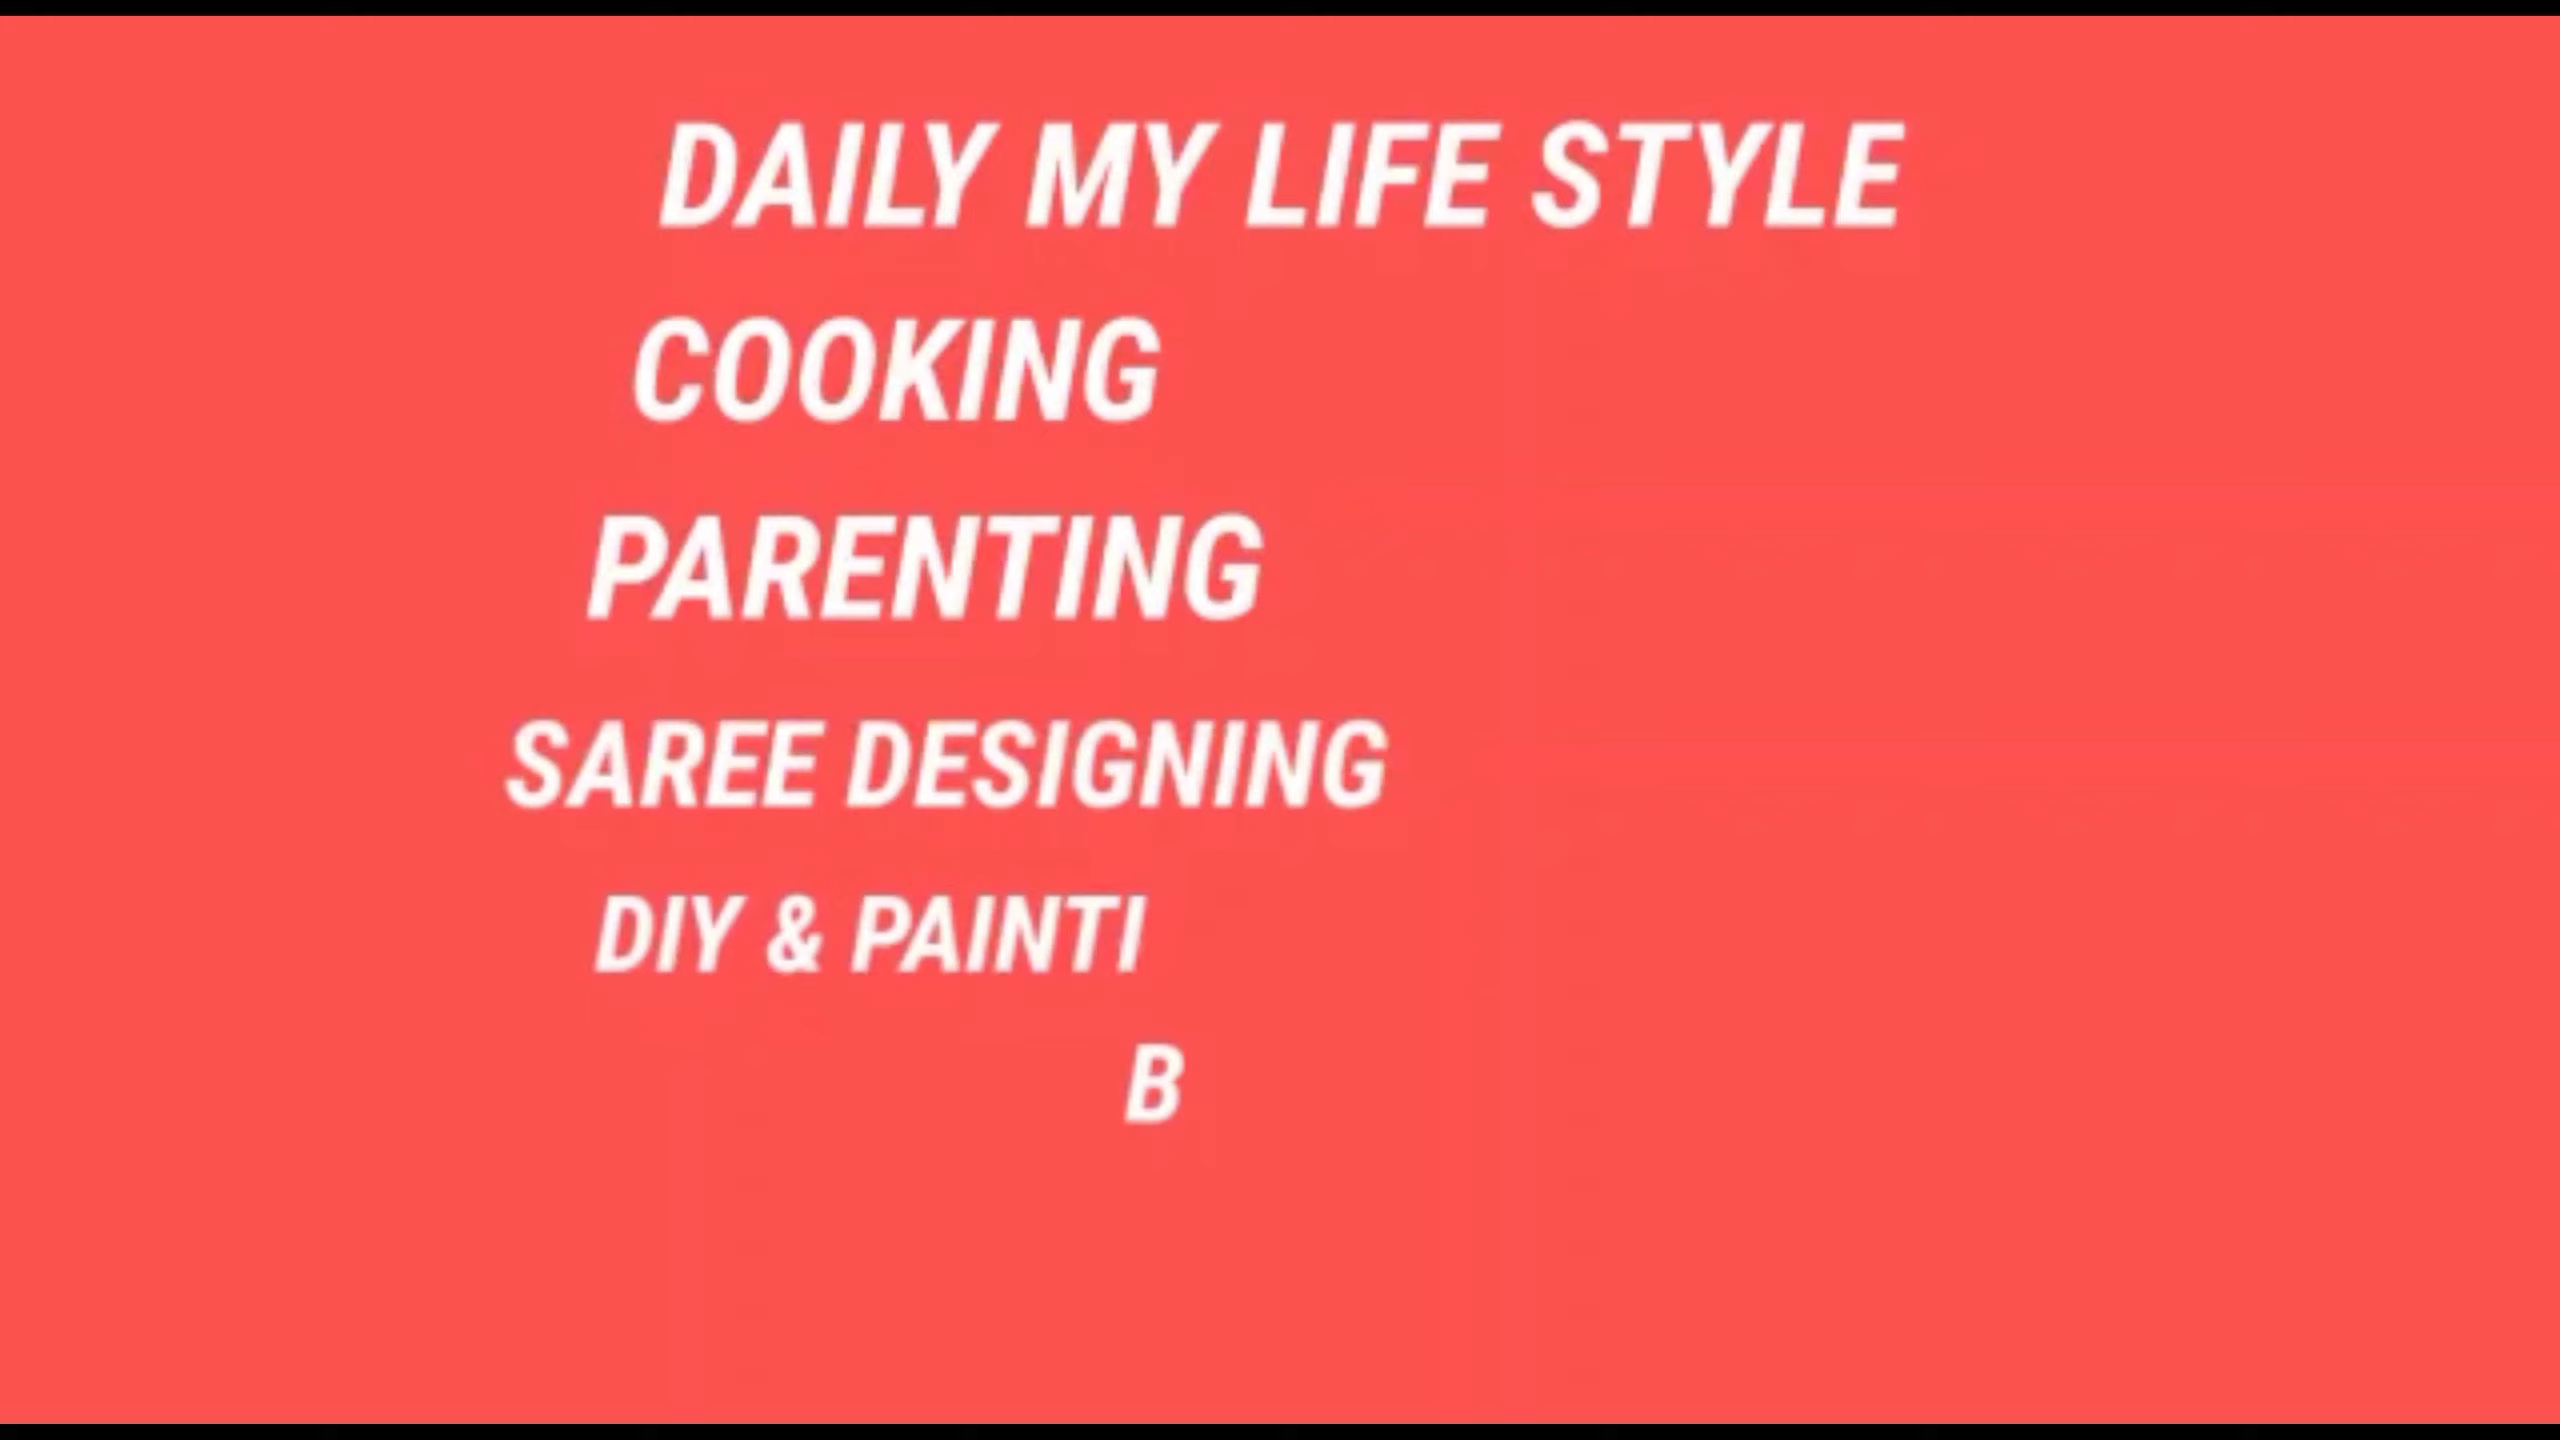 DAILY MY LIFE STYLE
COOKING
PARENTING
SAREE DESIGNING
DIY & PAINTI
B